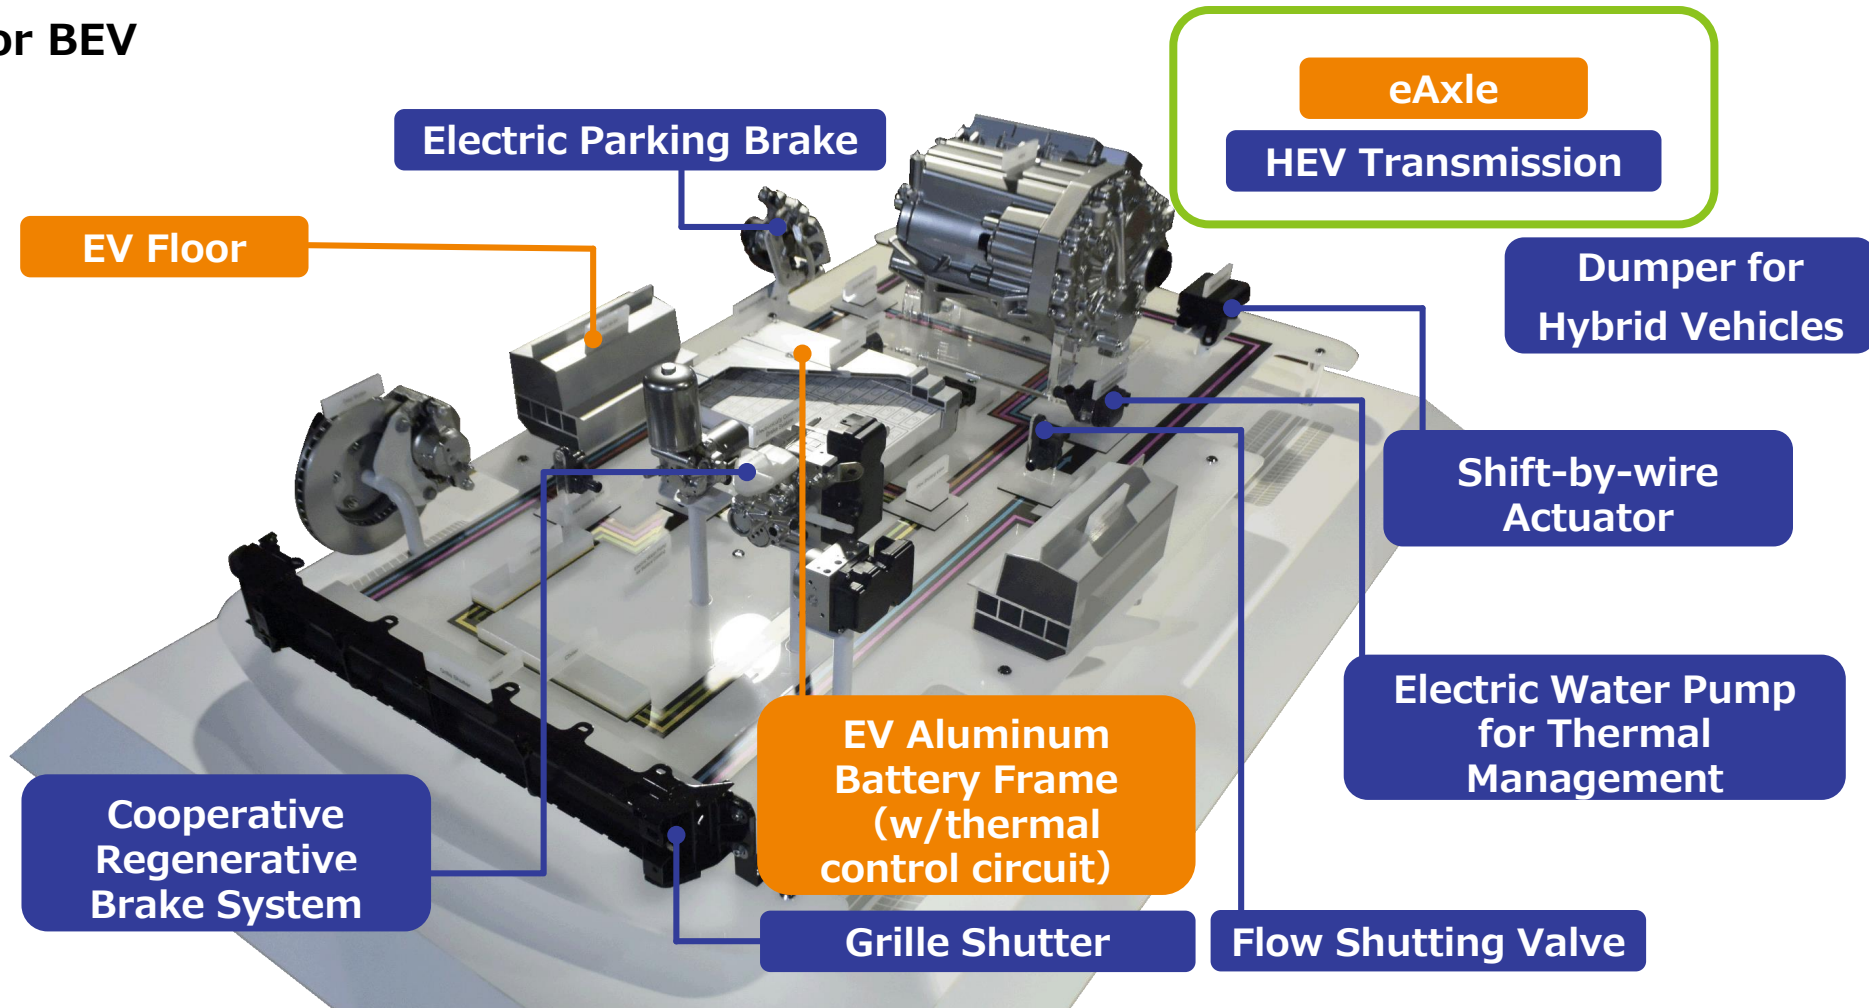 or BEV
eAxle
HEV Transmission
Electric Parking Brake
EV Floor
Dumper for
Hybrid Vehicles
Shift-by-wire
Actuator
Electric Water Pump
for Thermal
Management
EV Aluminum
Battery Frame
（w/thermal
control circuit）
Cooperative
Regenerative
Brake System
Grille Shutter
Flow Shutting Valve